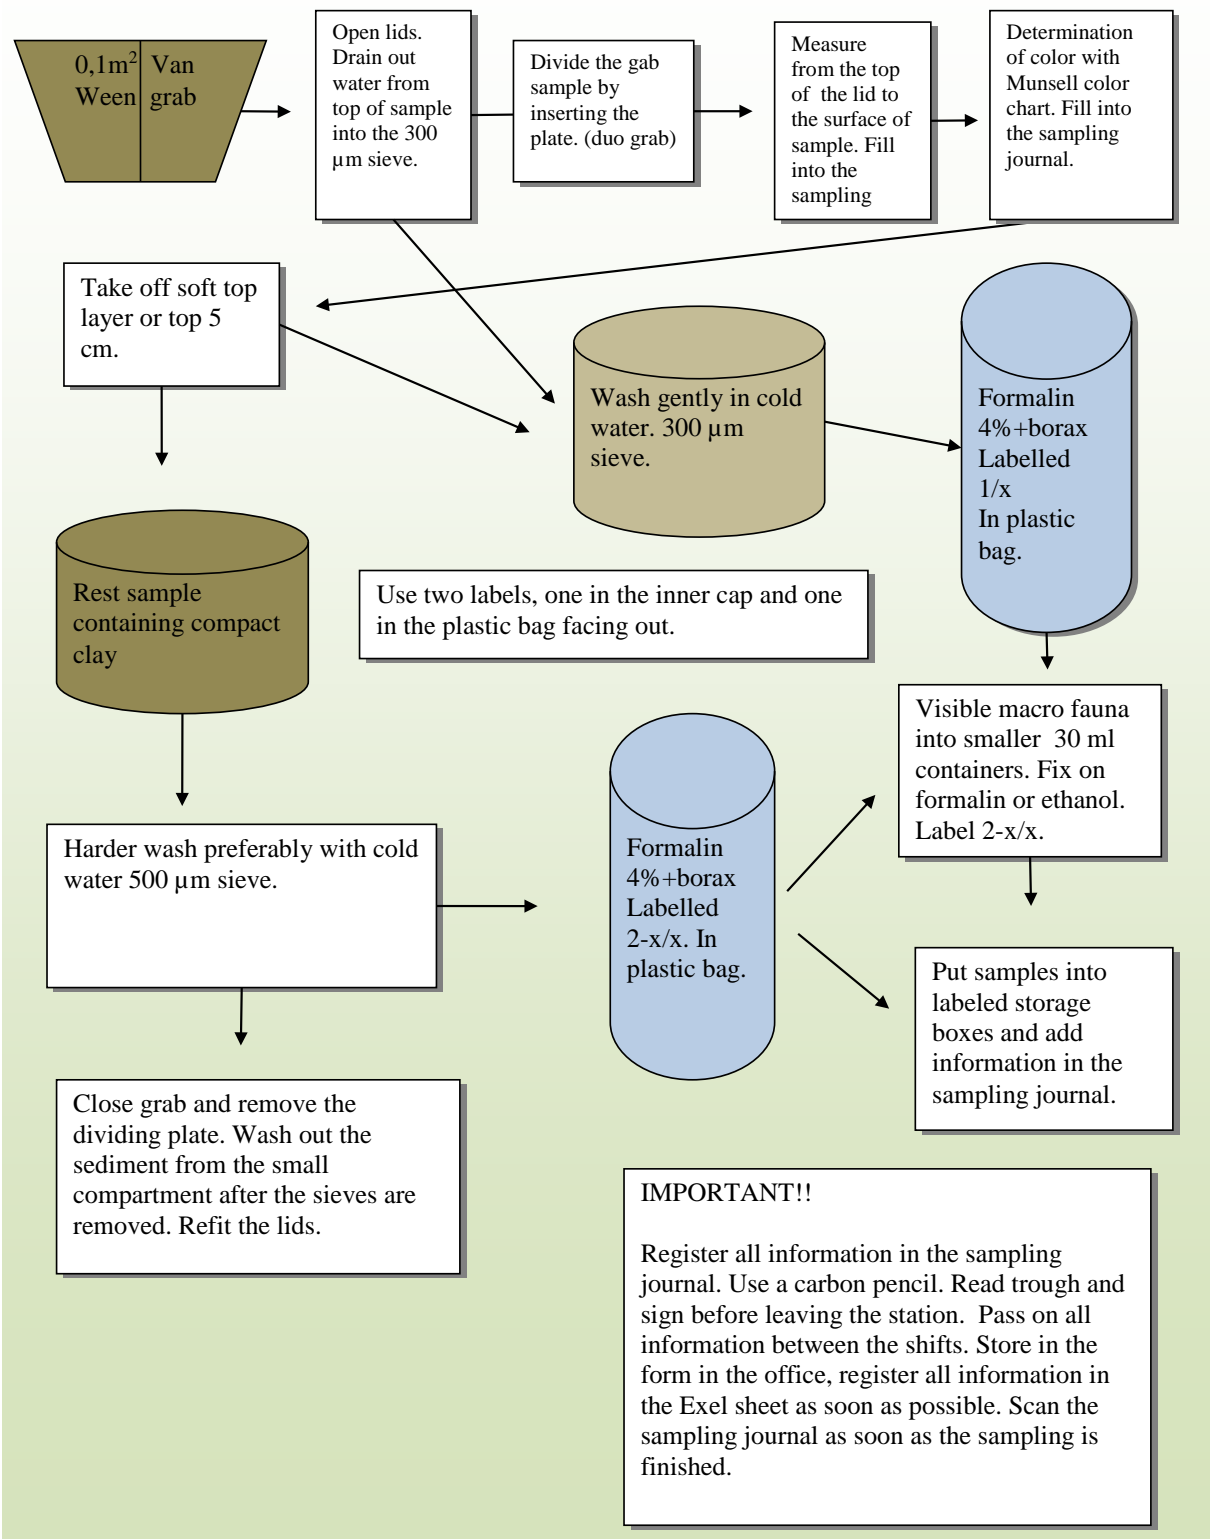 0,1m² Van
Ween grab
Open lids.
Drain out
water from
top of sample
into the 300
µm sieve.
Divide the gab
sample by
inserting the
plate. (duo grab)
Measure
from the top
of the lid to
the surface of
sample. Fill
into the
sampling
Determination
of color with
Munsell color
chart. Fill into
the sampling
journal.
Take off soft top
layer or top 5
cm.
Wash gently in cold
water. 300 µm
sieve.
Formalin
4%+borax
Labelled
1/x
In plastic
bag.
Rest sample
containing compact
clay
Use two labels, one in the inner cap and one
in the plastic bag facing out.
Visible macro fauna
into smaller 30 ml
containers. Fix on
formalin or ethanol.
Label 2-x/x.
Harder wash preferably with cold
water 500 µm sieve.
Formalin
4%+borax
Labelled
2-x/x. In
plastic bag.
Put samples into
labeled storage
boxes and add
information in the
sampling journal.
Close grab and remove the
dividing plate. Wash out the
sediment from the small
compartment after the sieves are
removed. Refit the lids.
IMPORTANT!!
Register all information in the sampling
journal. Use a carbon pencil. Read trough and
sign before leaving the station. Pass on all
information between the shifts. Store in the
form in the office, register all information in
the Exel sheet as soon as possible. Scan the
sampling journal as soon as the sampling is
finished.